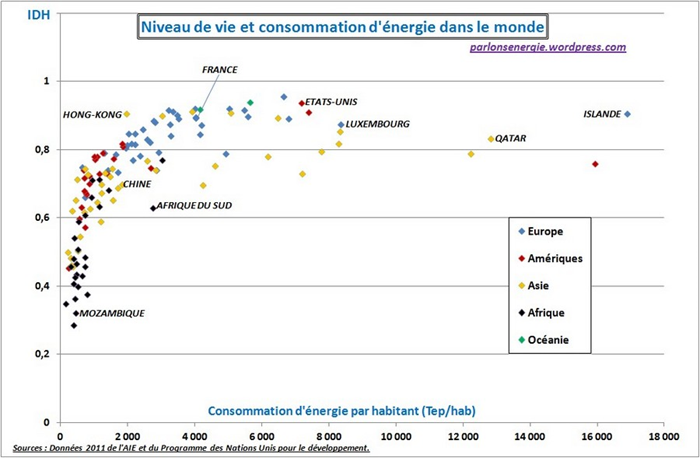 IDH
Niveau de vie et consommation d'énergie dans le monde
parlonsenergie.wordpress.com
FRANCE
1
HONG-KONG
ETATS-UNIS
ISLANDE
LUXEMBOURG
QATAR
0,8
CHINE
AFRIQUE DU SUD
0,6
Europe
Amériques
Asie
Afrique
Océanie
0,4
MOZAMBIQUE
0,2
Consommation d'énergie par habitant (Tep/hab)
0
0 2 000 4 000 6 000 8 000 10 000 12 000 14 000 16 000 18 000
Sources : Données 2011 de l'AIE et du Programme des Nations Unis pour le développement.